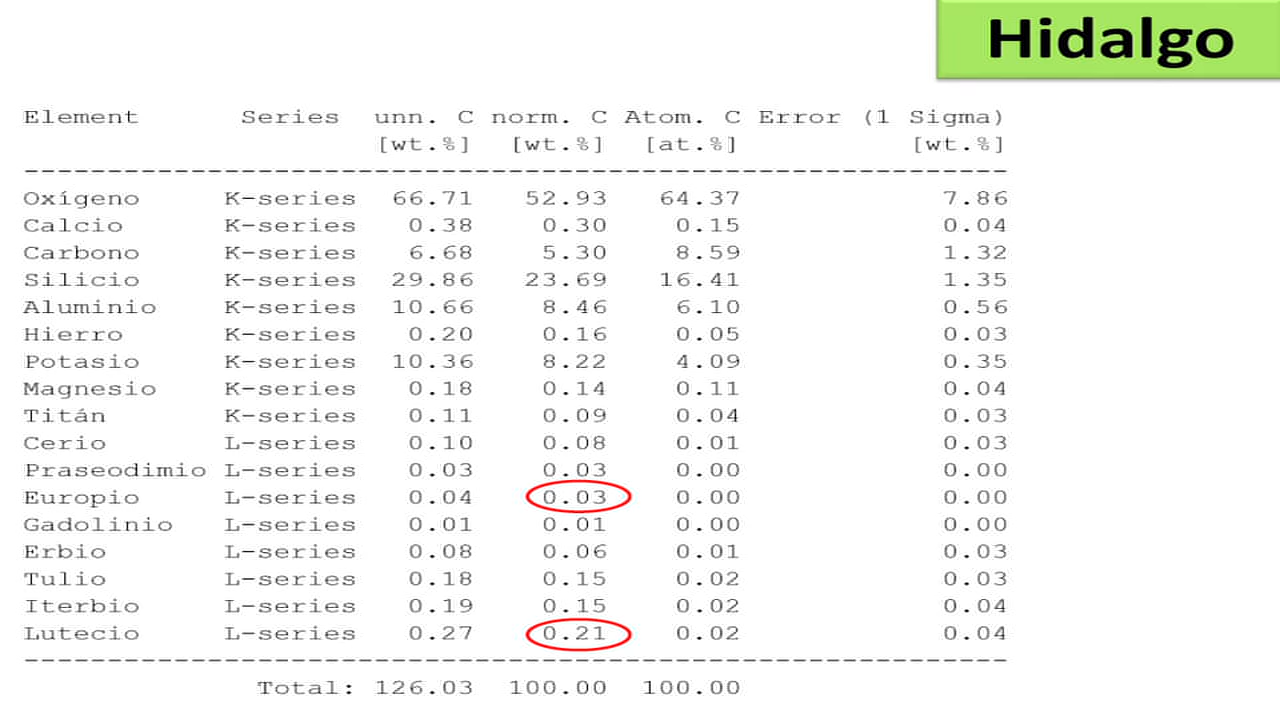 Hidalgo
Element Series unn. C norm. C Atom. C Error (1 Sigma)
[wt.%] [wt.%] [at.%] [wt.%]
------------------------------------------------------------
Oxígeno K-series 66.71 52.93 64.37 7.86
Calcio K-series 0.38 0.30 0.15 0.04
Carbono K-series 6.68 5.30 8.59 1.32
Silicio K-series 29.86 23.69 16.41 1.35
Aluminio K-series 10.66 8.46 6.10 0.56
Hierro K-series 0.20 0.16 0.05 0.03
Potasio K-series 10.36 8.22 4.09 0.35
Magnesio K-series 0.18 0.14 0.11 0.04
Titán K-series 0.11 0.09 0.04 0.03
Cerio L-series 0.10 0.08 0.01 0.03
Praseodimio L-series 0.03 0.03 0.00 0.00
Europio L-series 0.04 0.03 0.00 0.00
Gadolinio L-series 0.01 0.01 0.00 0.00
Erbio L-series 0.08 0.06 0.01 0.03
Tulio L-series 0.18 0.15 0.02 0.03
Iterbio L-series 0.19 0.15 0.02 0.04
Lutecio L-series 0.27 0.21 0.02 0.04
------------------------------------------------------------
Total: 126.03 100.00 100.00